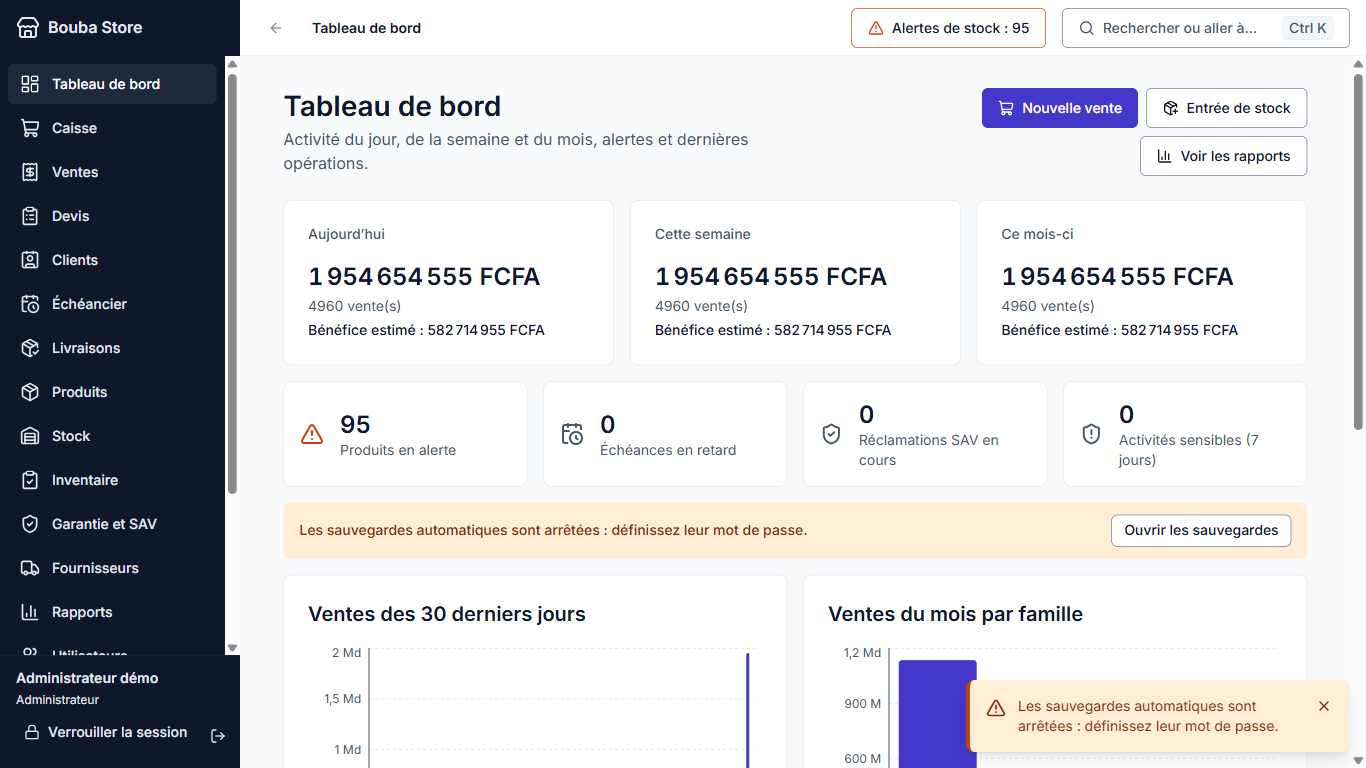 Bouba Store
Tableau de bord
Alertes de stock : 95
Rechercher ou aller à...
Ctrl K
Tableau de bord
Caisse
Ventes
Devis
Clients
Échéancier
Livraisons
Produits
Stock
Inventaire
Garantie et SAV
Fournisseurs
Rapports
Utilisateurs
Administrateur démo
Administrateur
Verrouiller la session
Tableau de bord
Activité du jour, de la semaine et du mois, alertes et dernières
opérations.
Nouvelle vente
Entrée de stock
Voir les rapports
Aujourd’hui
1 954 654 555 FCFA
4960 vente(s)
Bénéfice estimé : 582 714 955 FCFA
Cette semaine
1 954 654 555 FCFA
4960 vente(s)
Bénéfice estimé : 582 714 955 FCFA
Ce mois-ci
1 954 654 555 FCFA
4960 vente(s)
Bénéfice estimé : 582 714 955 FCFA
95
Produits en alerte
0
Échéances en retard
0
Réclamations SAV en
cours
0
Activités sensibles (7
jours)
Les sauvegardes automatiques sont arrêtées : définissez leur mot de passe.
Ouvrir les sauvegardes
Ventes des 30 derniers jours
2 Md
1,5 Md
1 Md
Ventes du mois par famille
1,2 Md
900 M
600 M
Les sauvegardes automatiques sont
arrêtées : définissez leur mot de passe.